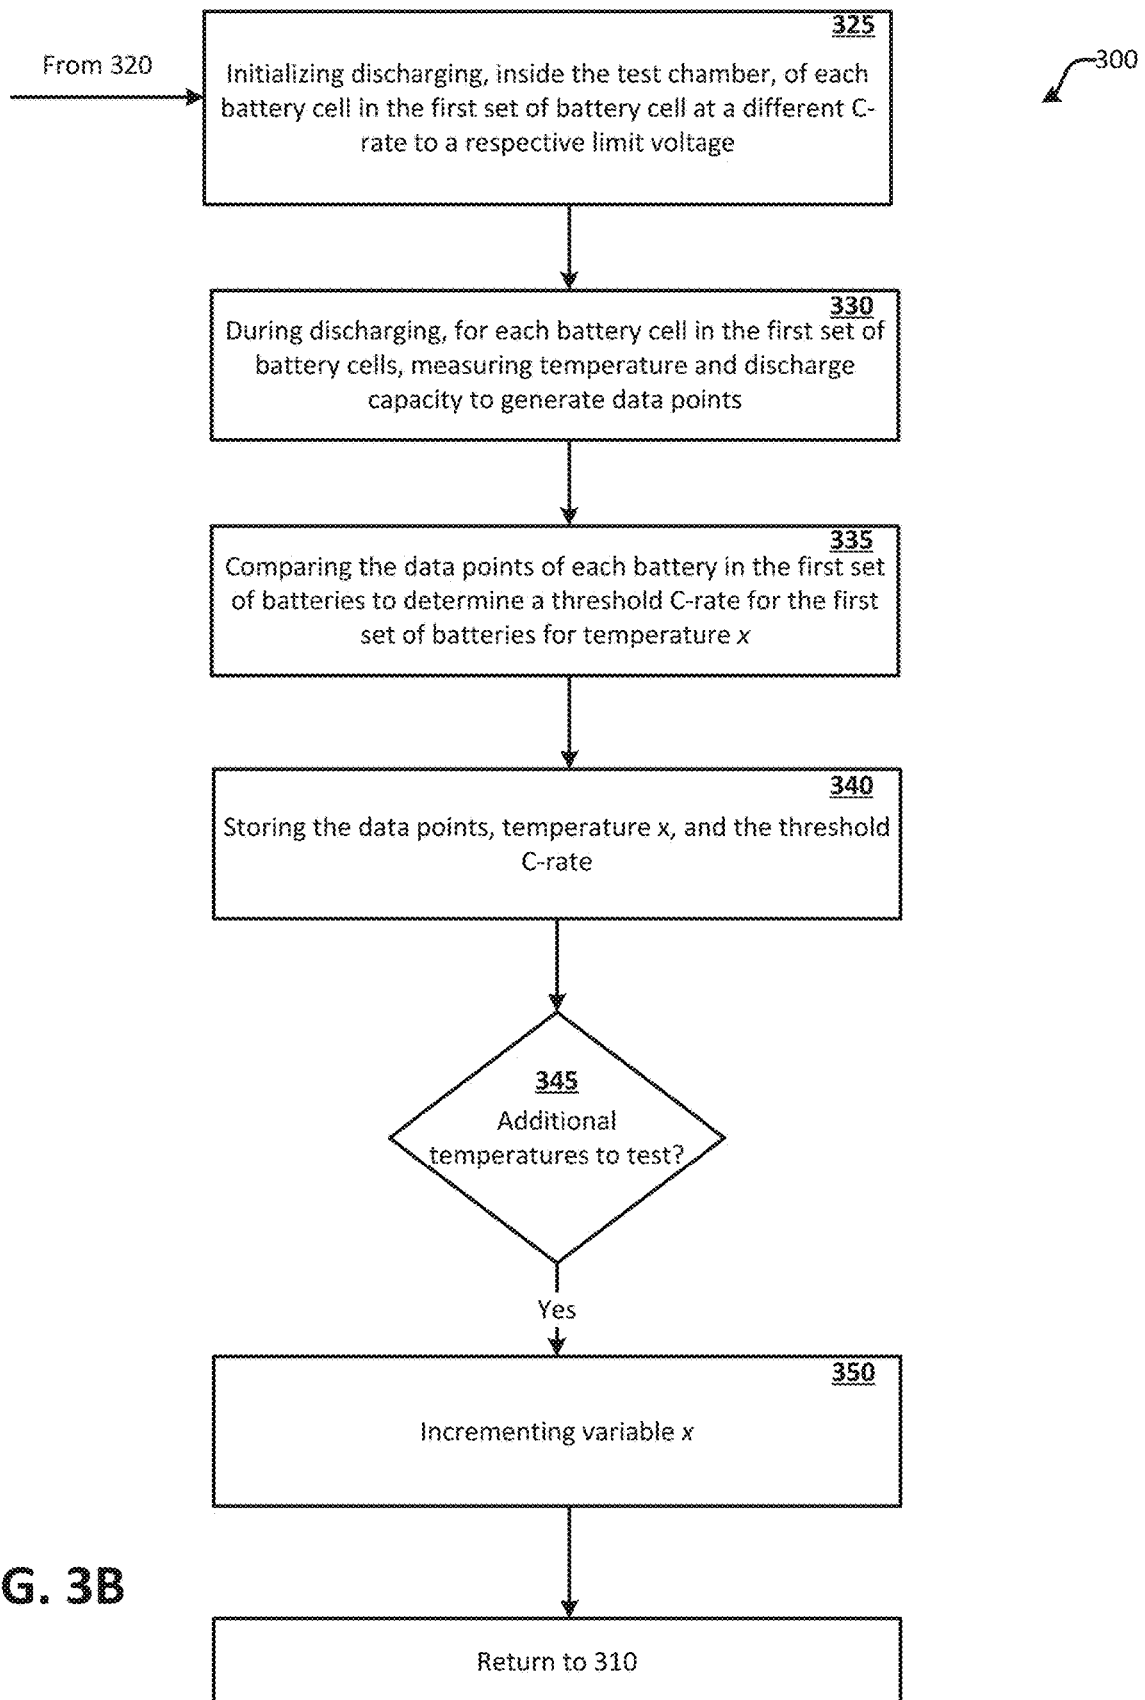 325
From 320
300
Initializing discharging, inside the test chamber, of each
battery cell in the first set of battery cell at a different C-
rate to a respective limit voltage
330
During discharging, for each battery cell in the first set of
battery cells, measuring temperature and discharge
capacity to generate data points
335
Comparing the data points of each battery in the first set
of batteries to determine a threshold C-rate for the first
set of batteries for temperature x
340
Storing the data points, temperature x, and the threshold
C-rate
345
Additional
temperatures to test?
Yes
350
Incrementing variable x
G. 3B
Return to 310